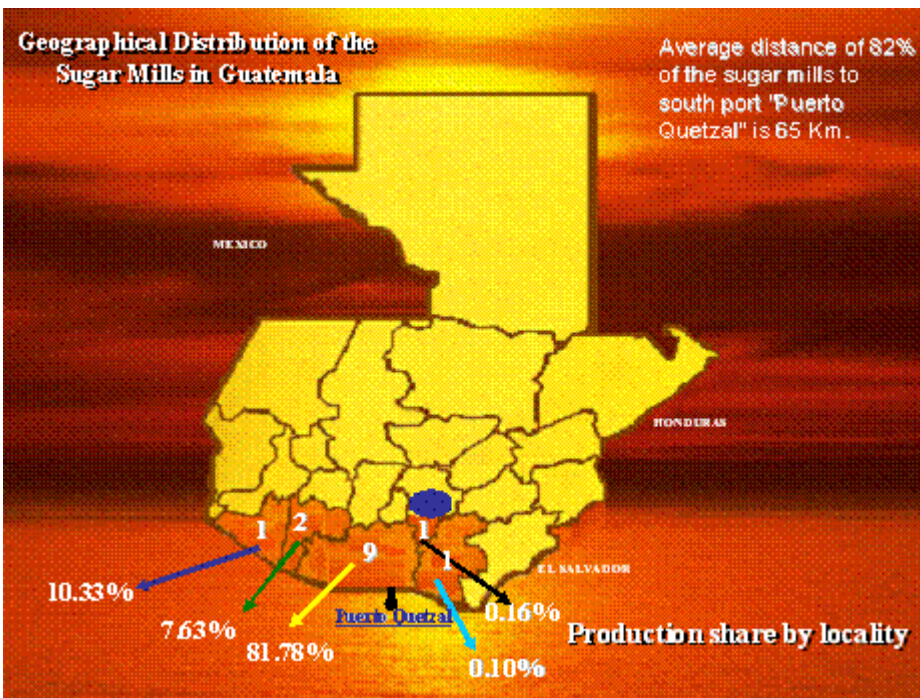 Geographical Distribution of the
Sugar Mills in Guatemala
Average distance of 82%
of the sugar mills to
south port "Puerto
Quetzal" is 65 Km.
MEXICO
HONDURAS
1
2
1
9
1
EL SALVADOR
10.33%
0.16%
Puerto Quetzal
7.63%
Production share by locality
81.78%
0.10%